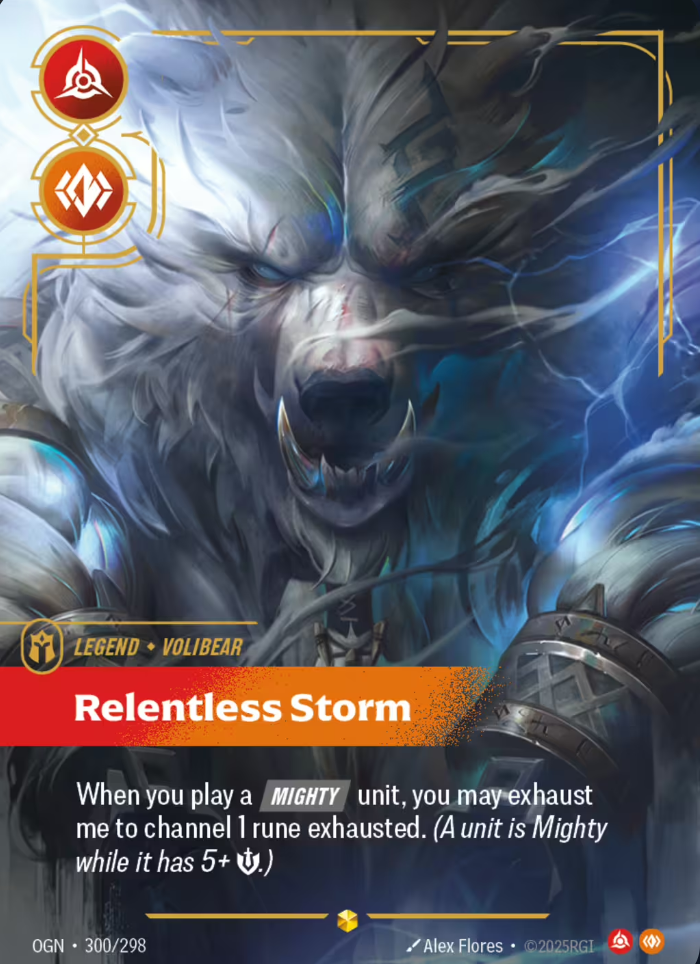 LEGEND • VOLIBEAR
Relentless Storm
When you play a MIGHTY unit, you may exhaust
me to channel 1 rune exhausted. (A unit is Mighty
while it has 5+ .)
OGN • 300/298
Alex Flores • ©2025RGI